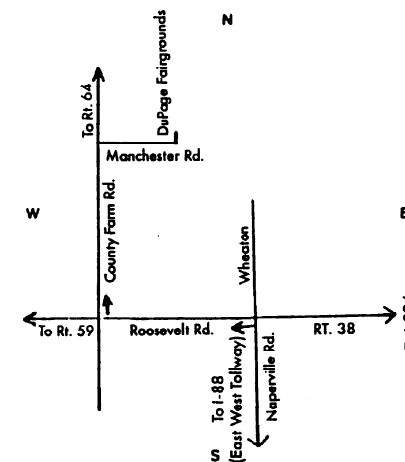 N
DuPage Fairgrounds
To Rt. 64
Manchester Rd.
County Farm Rd.
W
E
Wheaton
To Rt. 59
Roosevelt Rd.
RT. 38
To I-88
(East West Tollway)
Naperville Rd.
S